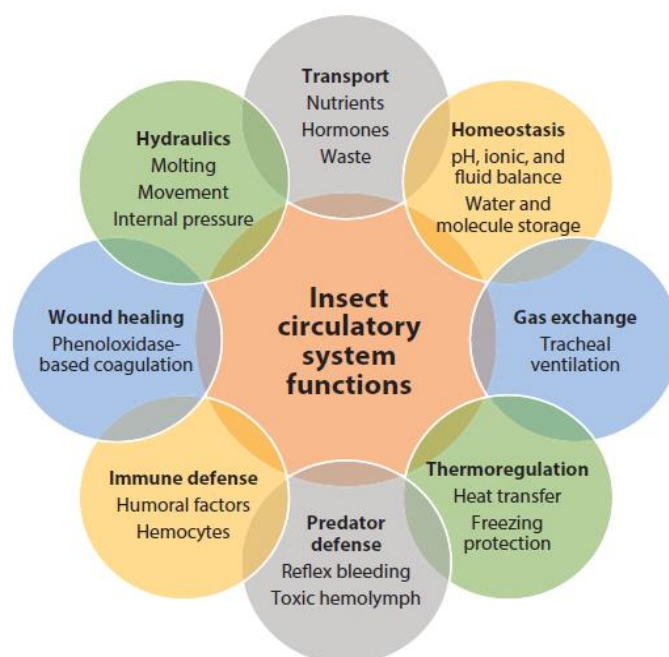 Transport
Nutrients
Hormones
Waste
Homeostasis
pH, ionic, and
fluid balance
Water and
molecule storage
Gas exchange
Tracheal
ventilation
Thermoregulation
Heat transfer
Freezing
protection
Predator
defense
Reflex bleeding
Toxic hemolymph
Immune defense
Humoral factors
Hemocytes
Wound healing
Phenoloxidase-
based coagulation
Hydraulics
Molting
Movement
Internal pressure
Insect
circulatory
system
functions